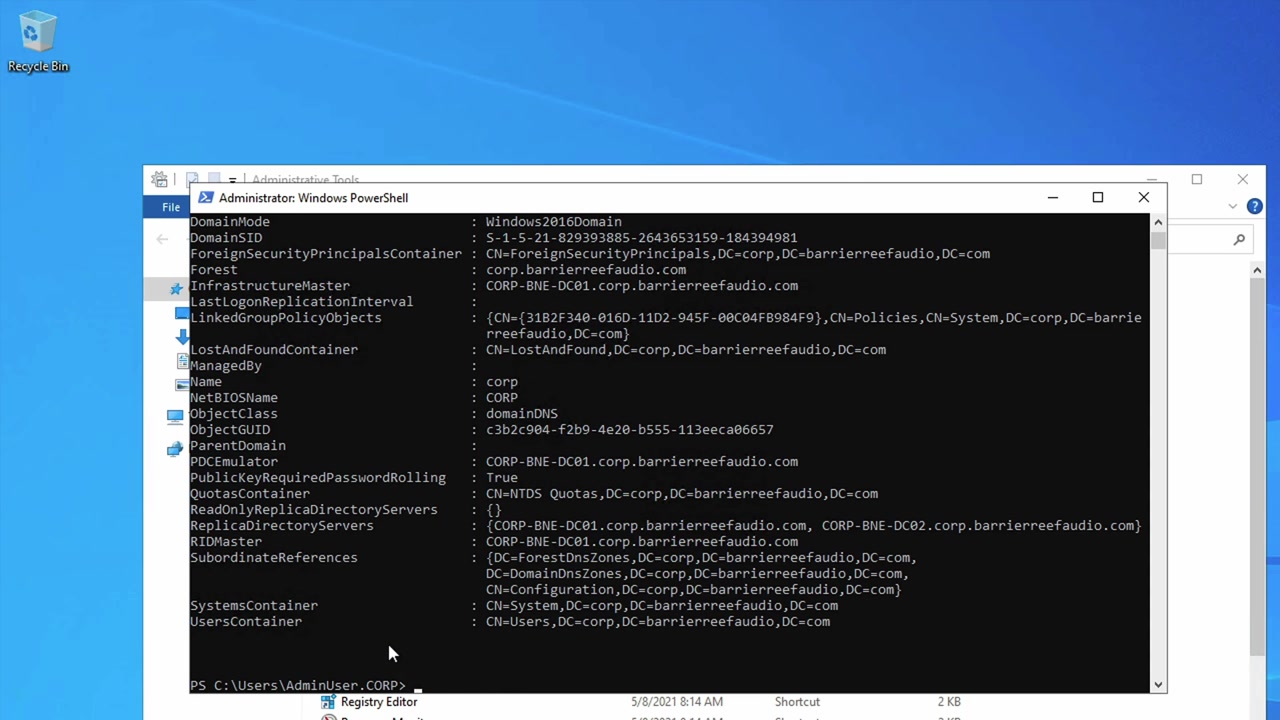 Recycle Bin
Administrative Tools
Administrator: Windows PowerShell
File
DomainMode : Windows2016Domain
DomainSID : S-1-5-21-829393885-2643653159-184394981
ForeignSecurityPrincipalsContainer : CN=ForeignSecurityPrincipals,DC=corp,DC=barrierreefaudio,DC=com
Forest : corp.barrierreefaudio.com
InfrastructureMaster : CORP-BNE-DC01.corp.barrierreefaudio.com
LastLogonReplicationInterval :
LinkedGroupPolicyObjects : {CN={31B2F340-016D-11D2-945F-00C04FB984F9},CN=Policies,CN=System,DC=corp,DC=barrie
rreefaudio,DC=com}
LostAndFoundContainer : CN=LostAndFound,DC=corp,DC=barrierreefaudio,DC=com
ManagedBy :
Name : corp
NetBIOSName : CORP
ObjectClass : domainDNS
ObjectGUID : c3b2c904-f2b9-4e20-b555-113eeca06657
ParentDomain :
PDCEmulator : CORP-BNE-DC01.corp.barrierreefaudio.com
PublicKeyRequiredPasswordRolling : True
QuotasContainer : CN=NTDS Quotas,DC=corp,DC=barrierreefaudio,DC=com
ReadOnlyReplicaDirectoryServers : {}
ReplicaDirectoryServers : {CORP-BNE-DC01.corp.barrierreefaudio.com, CORP-BNE-DC02.corp.barrierreefaudio.com}
RIDMaster : CORP-BNE-DC01.corp.barrierreefaudio.com
SubordinateReferences : {DC=ForestDnsZones,DC=corp,DC=barrierreefaudio,DC=com,
DC=DomainDnsZones,DC=corp,DC=barrierreefaudio,DC=com,
CN=Configuration,DC=corp,DC=barrierreefaudio,DC=com}
SystemsContainer : CN=System,DC=corp,DC=barrierreefaudio,DC=com
UsersContainer : CN=Users,DC=corp,DC=barrierreefaudio,DC=com
PS C:\Users\AdminUser.CORP>
Registry Editor 5/8/2021 8:14 AM Shortcut 2 KB